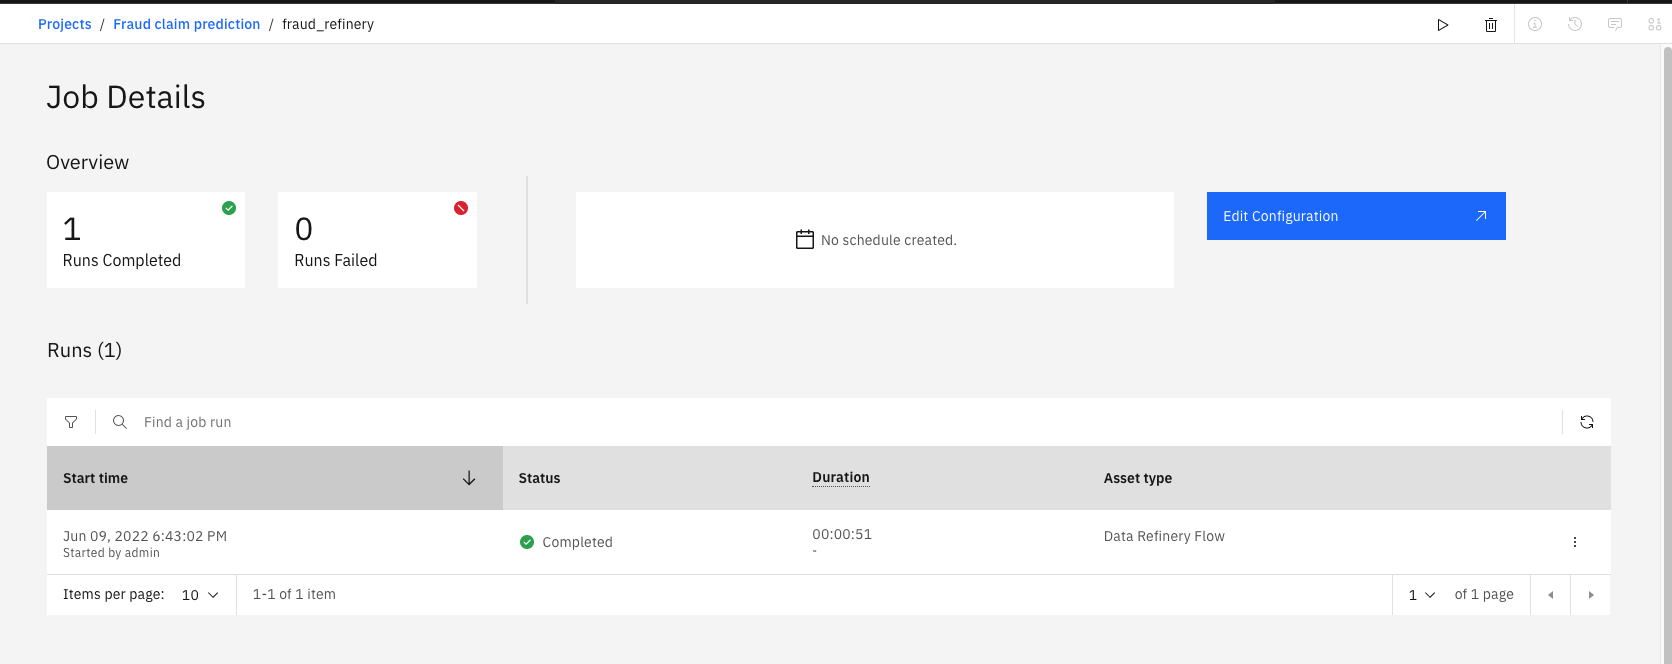 Projects / Fraud claim prediction / fraud_refinery
Job Details
Overview
1
Runs Completed
0
Runs Failed
No schedule created.
Edit Configuration
Runs (1)
Find a job run
Start time Status Duration Asset type
Jun 09, 2022 6:43:02 PM Completed 00:00:51 Data Refinery Flow
Started by admin -
Items per page: 10 1-1 of 1 item 1 of 1 page